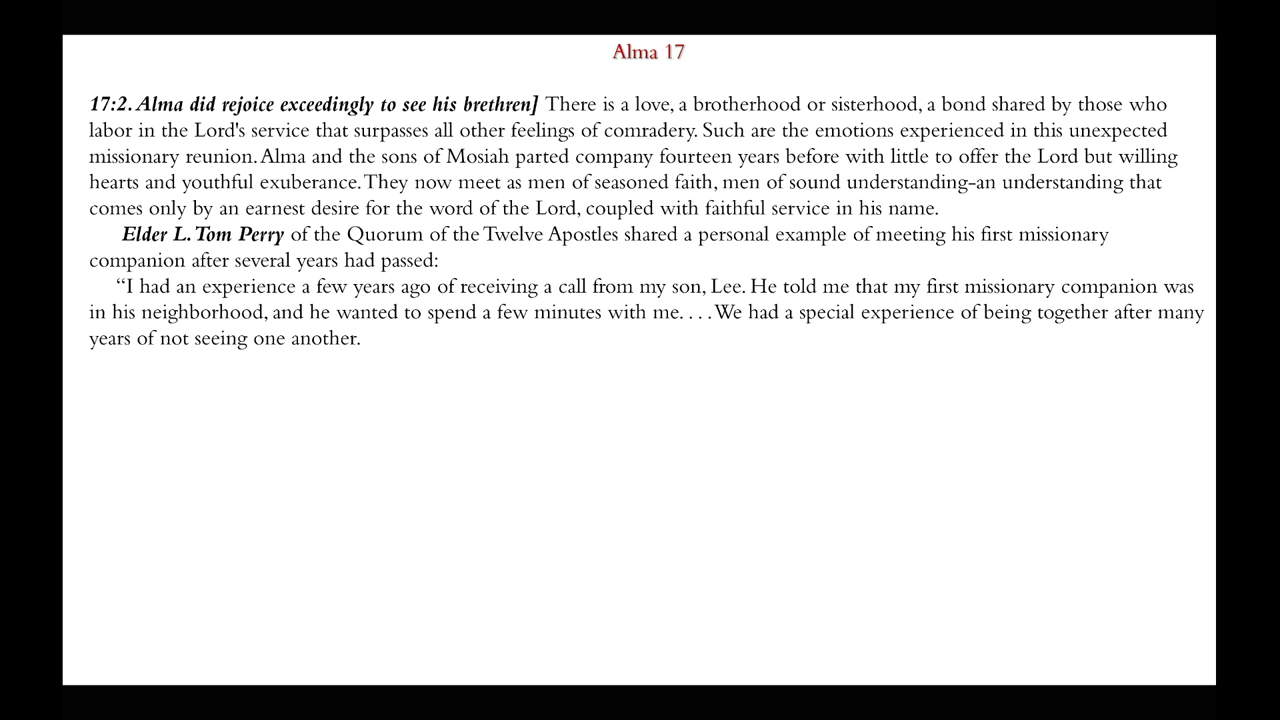 Alma 17
17:2. Alma did rejoice exceedingly to see his brethren] There is a love, a brotherhood or sisterhood, a bond shared by those who
labor in the Lord's service that surpasses all other feelings of comradery. Such are the emotions experienced in this unexpected
missionary reunion. Alma and the sons of Mosiah parted company fourteen years before with little to offer the Lord but willing
hearts and youthful exuberance. They now meet as men of seasoned faith, men of sound understanding-an understanding that
comes only by an earnest desire for the word of the Lord, coupled with faithful service in his name.
Elder L. Tom Perry of the Quorum of the Twelve Apostles shared a personal example of meeting his first missionary
companion after several years had passed:
“I had an experience a few years ago of receiving a call from my son, Lee. He told me that my first missionary companion was
in his neighborhood, and he wanted to spend a few minutes with me. . . . We had a special experience of being together after many
years of not seeing one another.